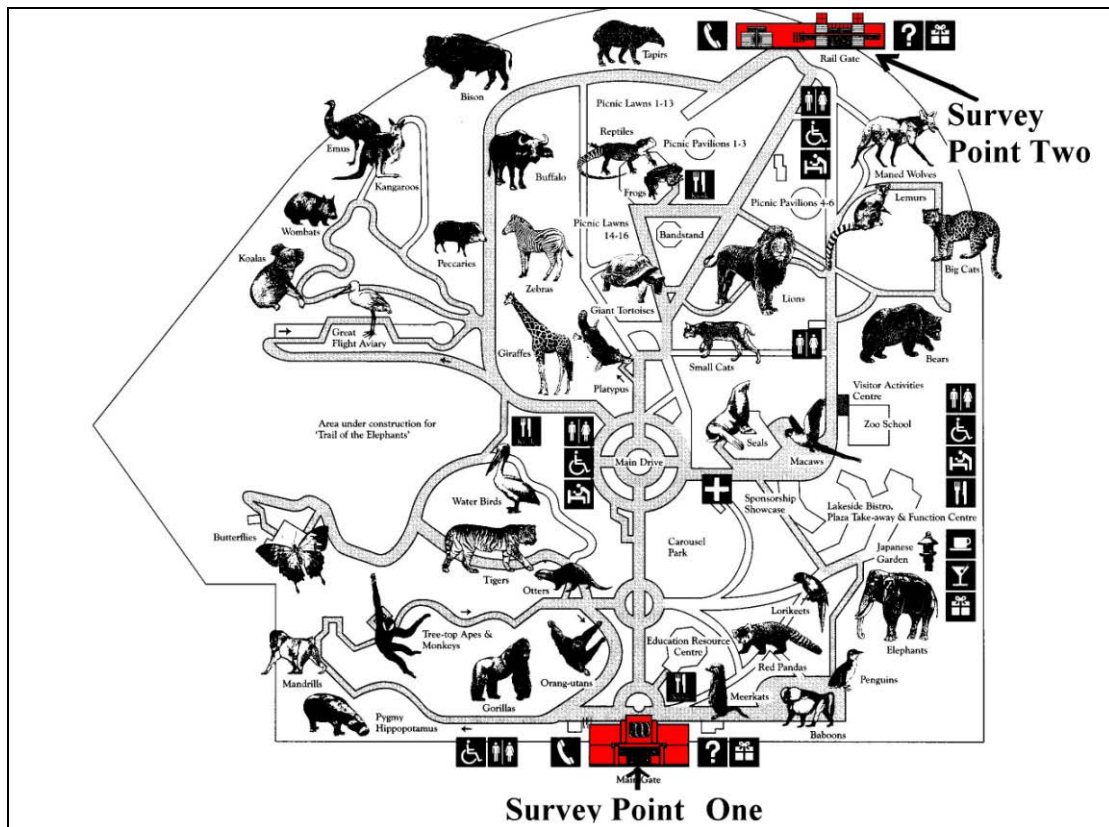 Tapirs
Rail Gate
Bison
Survey
Point Two
Picnic Lawns 1-13
Reptiles
Picnic Pavilions 1-3
Emus
Kangaroos
Buffalo
Frogs
Maned Wolves
Lemurs
Picnic Pavilions 4-6
Wombats
Picnic Lawns
14-16
Bandstand
Peccaries
Koalas
Zebras
Big Cats
Giant Tortoises
Lions
Great
Flight Aviary
Giraffes
Platypus
Small Cats
Bears
Visitor Activities
Centre
Zoo School
Area under construction for
'Trail of the Elephants'
Seals
Macaws
Main Drive
Water Birds
Sponsorship
Showcase
Lakeside Bistro,
Plaza Take-away & Function Centre
Butterflies
Carousel
Park
Japanese
Garden
Tigers
Otters
Lorikeets
Elephants
Tree-top Apes &
Monkeys
Education Resource
Centre
Red Pandas
Mandrills
Orang-utans
Gorillas
Meerkats
Penguins
Pygmy
Hippopotamus
Baboons
Main Gate
Survey Point One